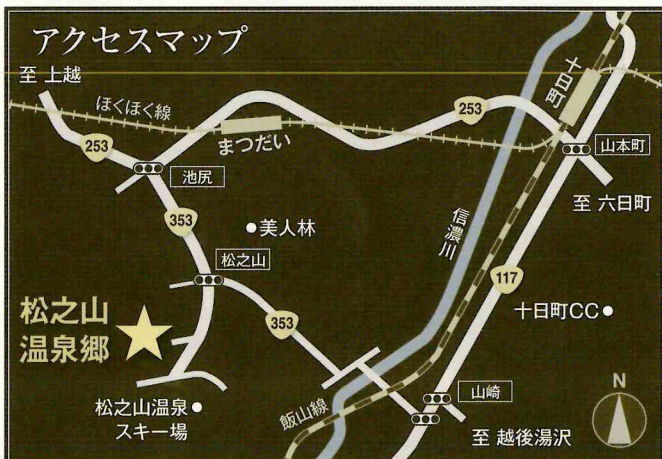 アクセスマップ
至 上越
ほくほく線
まつだい
253
253
十日町
山本町
池尻
至 六日町
353
美人林
信濃川
松之山
117
松之山
温泉郷
353
十日町CC
松之山温泉
スキー場
飯山線
山崎
至 越後湯沢
N